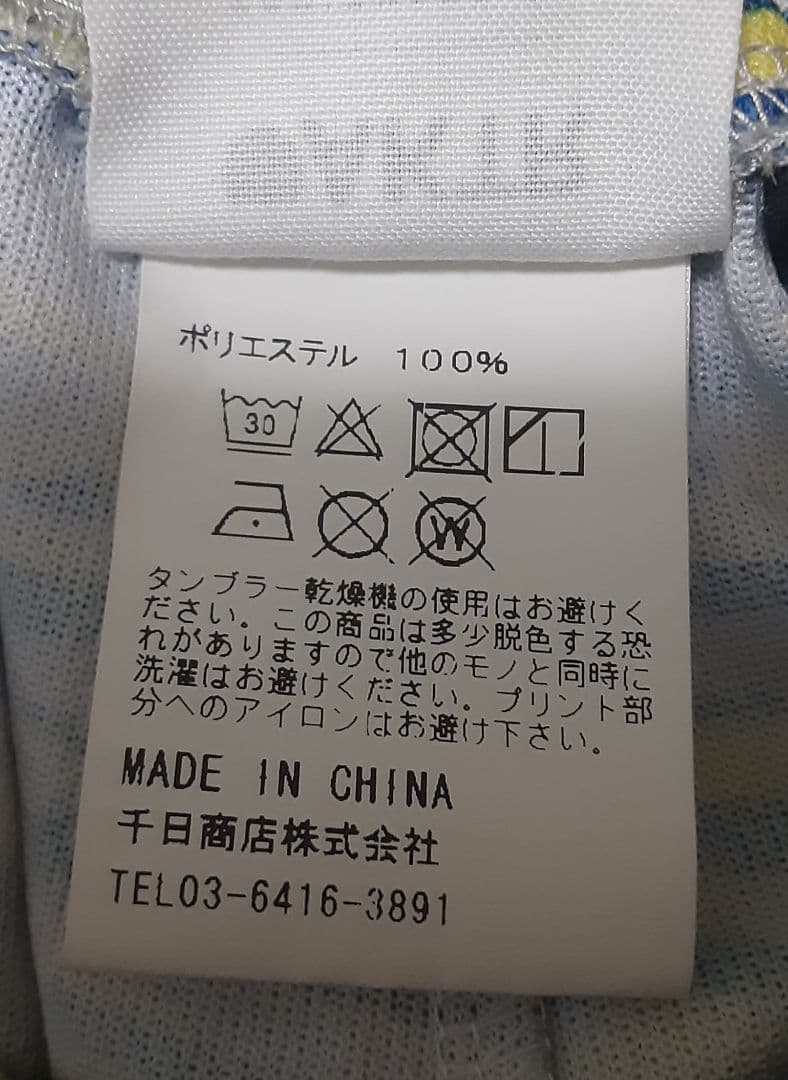 ポリエステル 100%
30
W
タンブラー乾燥機の使用はお避けく
ださい。この商品は多少脱色する恐
れがありますので他のモノと同時に
洗濯はお避けください。プリント部
分へのアイロンはお避け下さい。
MADE IN CHINA
千日商店株式会社
TEL03-6416-3891